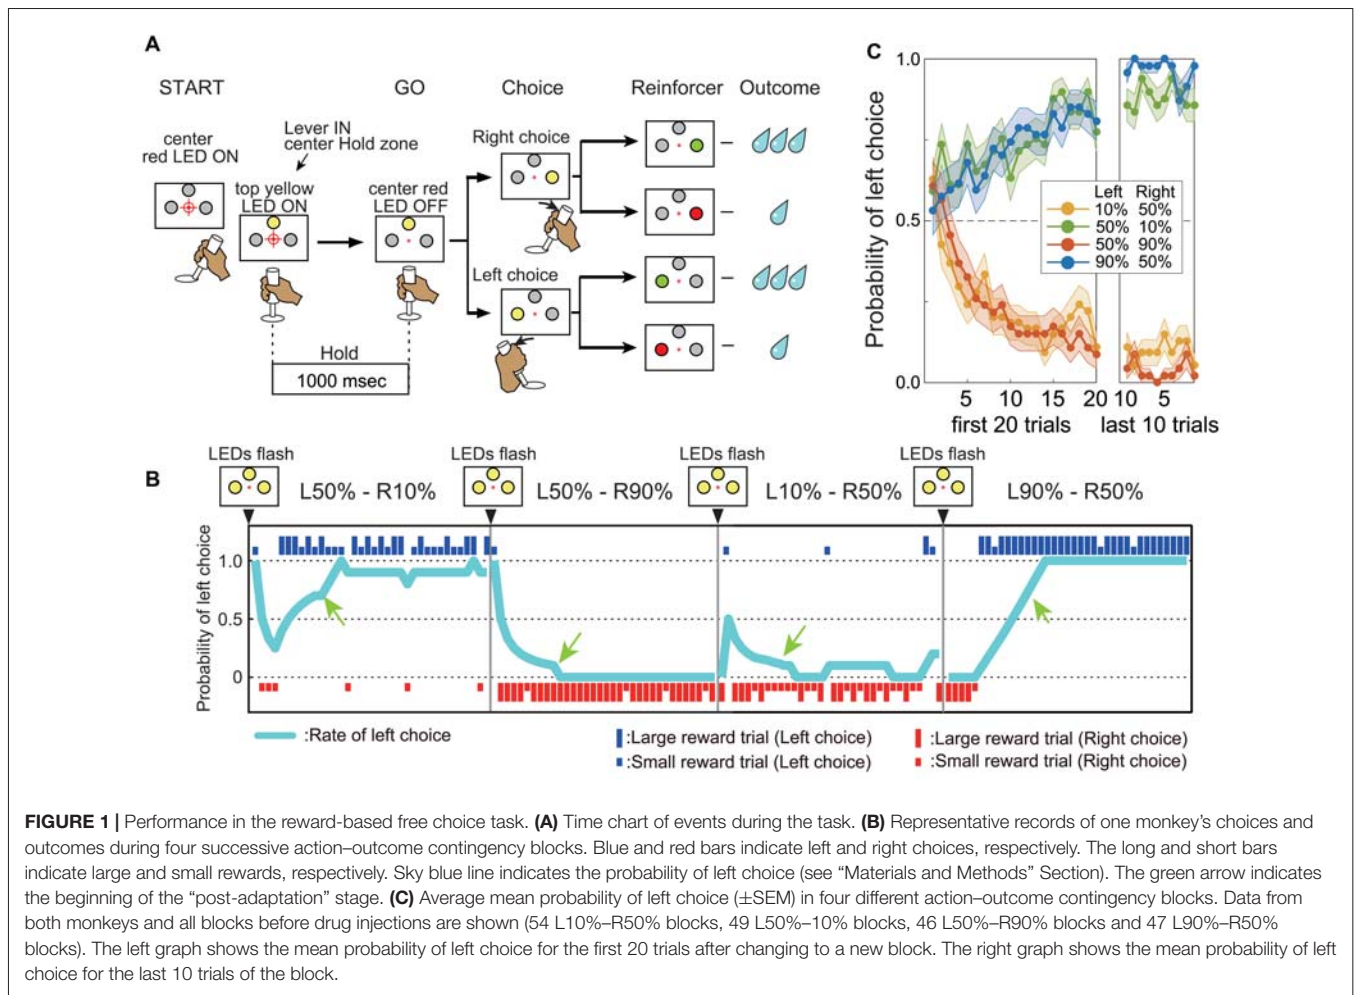 A
START
GO
Choice
Reinforcer
Outcome
center
red LED ON
Lever IN
center Hold zone
top yellow
LED ON
center red
LED OFF
Right choice
Left choice
Hold
1000 msec
C
Probability of left choice
1.0
0.5
0.0
Left Right
10% 50%
50% 10%
50% 90%
90% 50%
5 10 15 20
first 20 trials
10 5
last 10 trials
B
LEDs flash
L50% - R10%
LEDs flash
L50% - R90%
LEDs flash
L10% - R50%
LEDs flash
L90% - R50%
Probability of left choice
1.0
0.5
0
:Rate of left choice
:Large reward trial (Left choice)
:Small reward trial (Left choice)
:Large reward trial (Right choice)
:Small reward trial (Right choice)
FIGURE 1 | Performance in the reward-based free choice task. (A) Time chart of events during the task. (B) Representative records of one monkey's choices and
outcomes during four successive action–outcome contingency blocks. Blue and red bars indicate left and right choices, respectively. The long and short bars
indicate large and small rewards, respectively. Sky blue line indicates the probability of left choice (see “Materials and Methods” Section). The green arrow indicates
the beginning of the “post-adaptation” stage. (C) Average mean probability of left choice (±SEM) in four different action–outcome contingency blocks. Data from
both monkeys and all blocks before drug injections are shown (54 L10%–R50% blocks, 49 L50%–10% blocks, 46 L50%–R90% blocks and 47 L90%–R50%
blocks). The left graph shows the mean probability of left choice for the first 20 trials after changing to a new block. The right graph shows the mean probability of left
choice for the last 10 trials of the block.